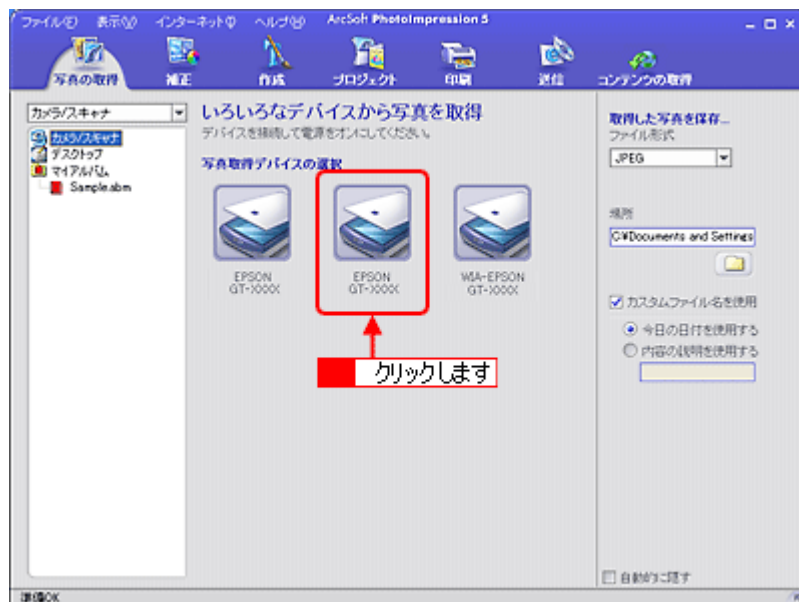 ファイル(F) 表示(V) インターネット(I) ヘルプ(H) ArcSoft PhotoImpression 5
写真の取得 補正 作成 プロジェクト 印刷 送信 コンテンツの取得
カメラ/スキャナ
カメラ/スキャナ
デスクトップ
マイアルバム
Sample.abm
いろいろなデバイスから写真を取得
デバイスを接続して電源をオンにしてください。
写真取得デバイスの選択
EPSON
GT-XXXX
EPSON
GT-XXXX
WIA-EPSON
GT-XXXX
クリックします
取得した写真を保存...
ファイル形式
JPEG
場所
C:¥Documents and Settings
カスタムファイル名を使用
今日の日付を使用する
内容の説明を使用する
自動的に隠す
準備OK